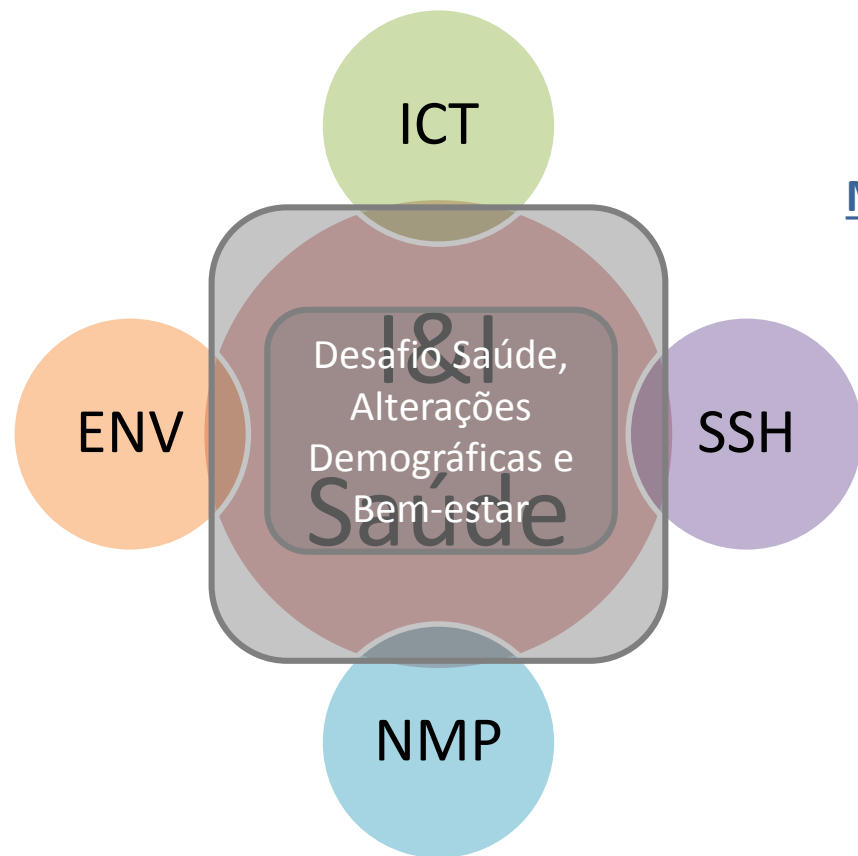 ICT
I&I
Desafio Saúde,
Alterações
Demográficas e
Bem-estar
Saúde
ENV
SSH
NMP